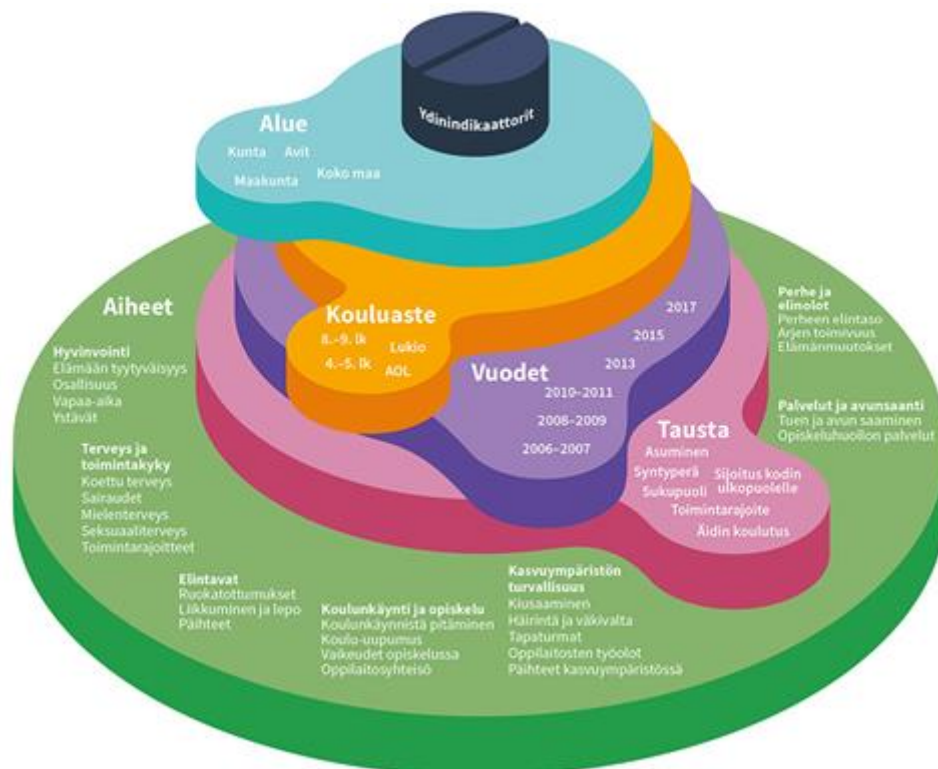 Ydinindikaattorit
Alue
Kunta Avit
Maakunta Koko maa
Kouluaste
8.–9. lk Lukio
4.–5. lk AOL
Vuodet
2017
2015
2013
2010–2011
2008–2009
2006–2007
Tausta
Asuminen
Syntyperä
Sukupuoli
Sijoitus kodin
ulkopuolelle
Toimintarajoite
Äidin koulutus
Aiheet
Hyvinvointi
Elämään tyytyväisyys
Osallisuus
Vapaa-aika
Ystävät
Terveys ja
toimintakyky
Koettu terveys
Sairaudet
Mielenterveys
Seksuaaliterveys
Toimintarajoitteet
Elintavat
Ruokatottumukset
Liikkuminen ja lepo
Päihteet
Koulunkäynti ja opiskelu
Koulunkäynnistä pitäminen
Koulu-uupumus
Vaikeudet opiskelussa
Oppilaitosyhteisö
Kasvuympäristön
turvallisuus
Kiusaaminen
Häirintä ja väkivalta
Tapaturmat
Oppilaitosten työolot
Päihteet kasvuympäristössä
Perhe ja
elinolot
Perheen elintaso
Arjen toimivuus
Elämänmuutokset
Palvelut ja avunsaanti
Tuen ja avun saaminen
Opiskeluhuollon palvelut